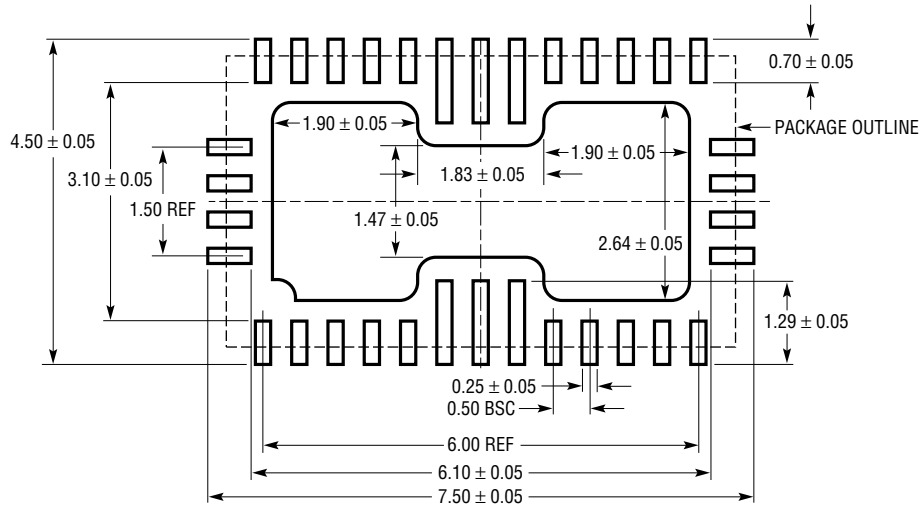 0.70 ± 0.05
1.90 ± 0.05
PACKAGE OUTLINE
4.50 ± 0.05
1.90 ± 0.05
1.83 ± 0.05
3.10 ± 0.05
1.50 REF
1.47 ± 0.05
2.64 ± 0.05
1.29 ± 0.05
0.25 ± 0.05
0.50 BSC
6.00 REF
6.10 ± 0.05
7.50 ± 0.05